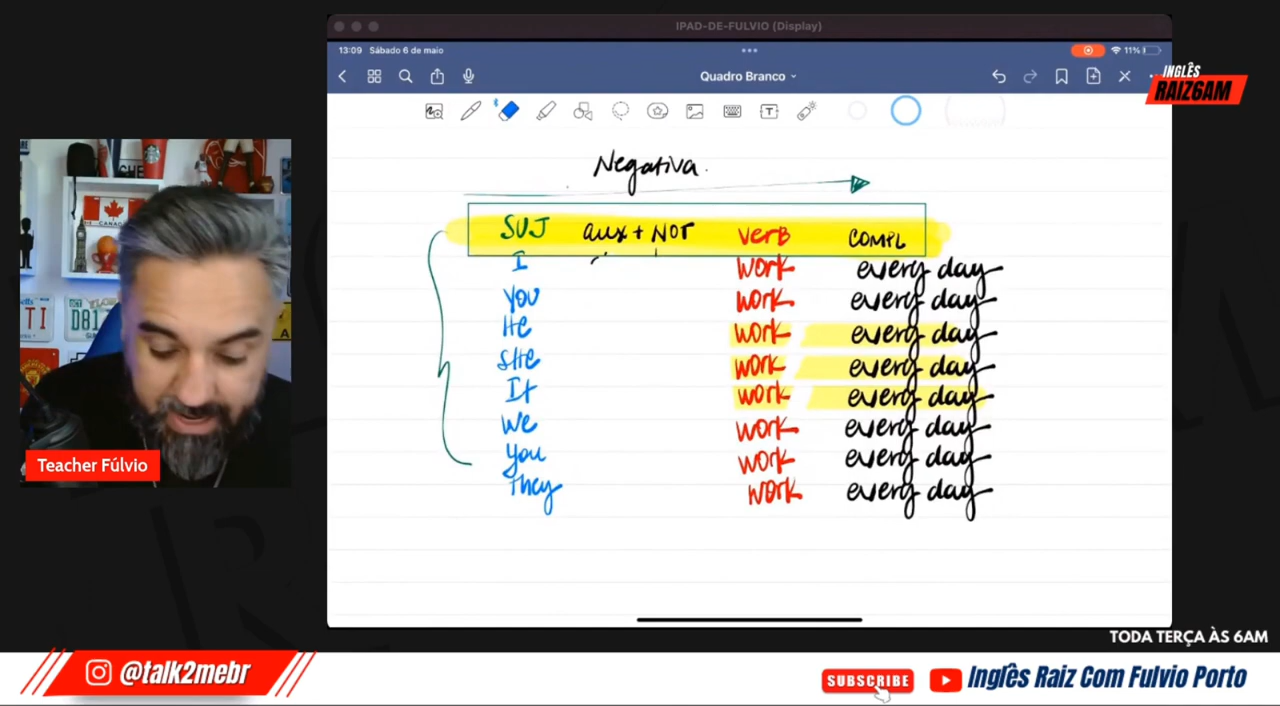 IPAD-DE-FULVIO (Display)
13:09 Sábado 6 de maio
11%
Quadro Branco
INGLÊS
RAIZ6AM
Negativa.
SUJ aux + NOT verb COMPL
I work every day
You work every day
He work every day
SHe work every day
It work every day
We work every day
You work every day
They work every day
Teacher Fúlvio
TODA TERÇA ÀS 6AM
@talk2mebr
SUBSCRIBE
Inglês Raiz Com Fulvio Porto